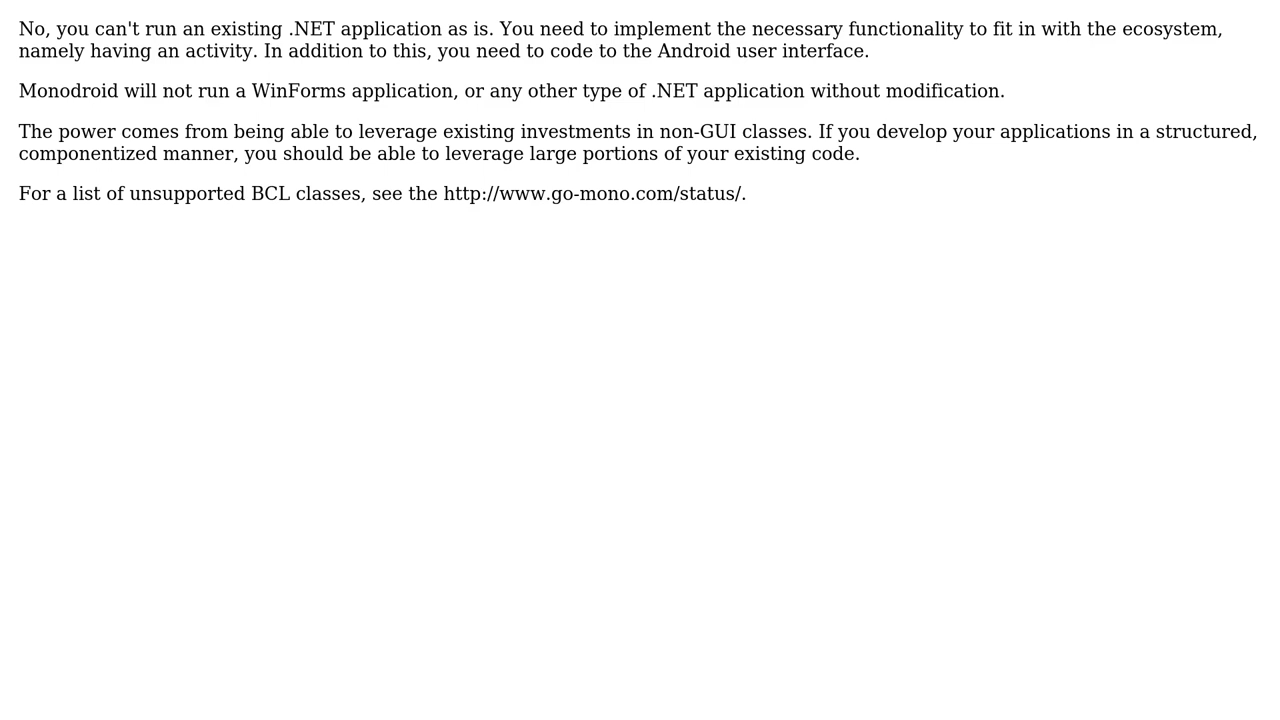 No, you can't run an existing .NET application as is. You need to implement the necessary functionality to fit in with the ecosystem,
namely having an activity. In addition to this, you need to code to the Android user interface.
Monodroid will not run a WinForms application, or any other type of .NET application without modification.
The power comes from being able to leverage existing investments in non-GUI classes. If you develop your applications in a structured,
componentized manner, you should be able to leverage large portions of your existing code.
For a list of unsupported BCL classes, see the http://www.go-mono.com/status/.